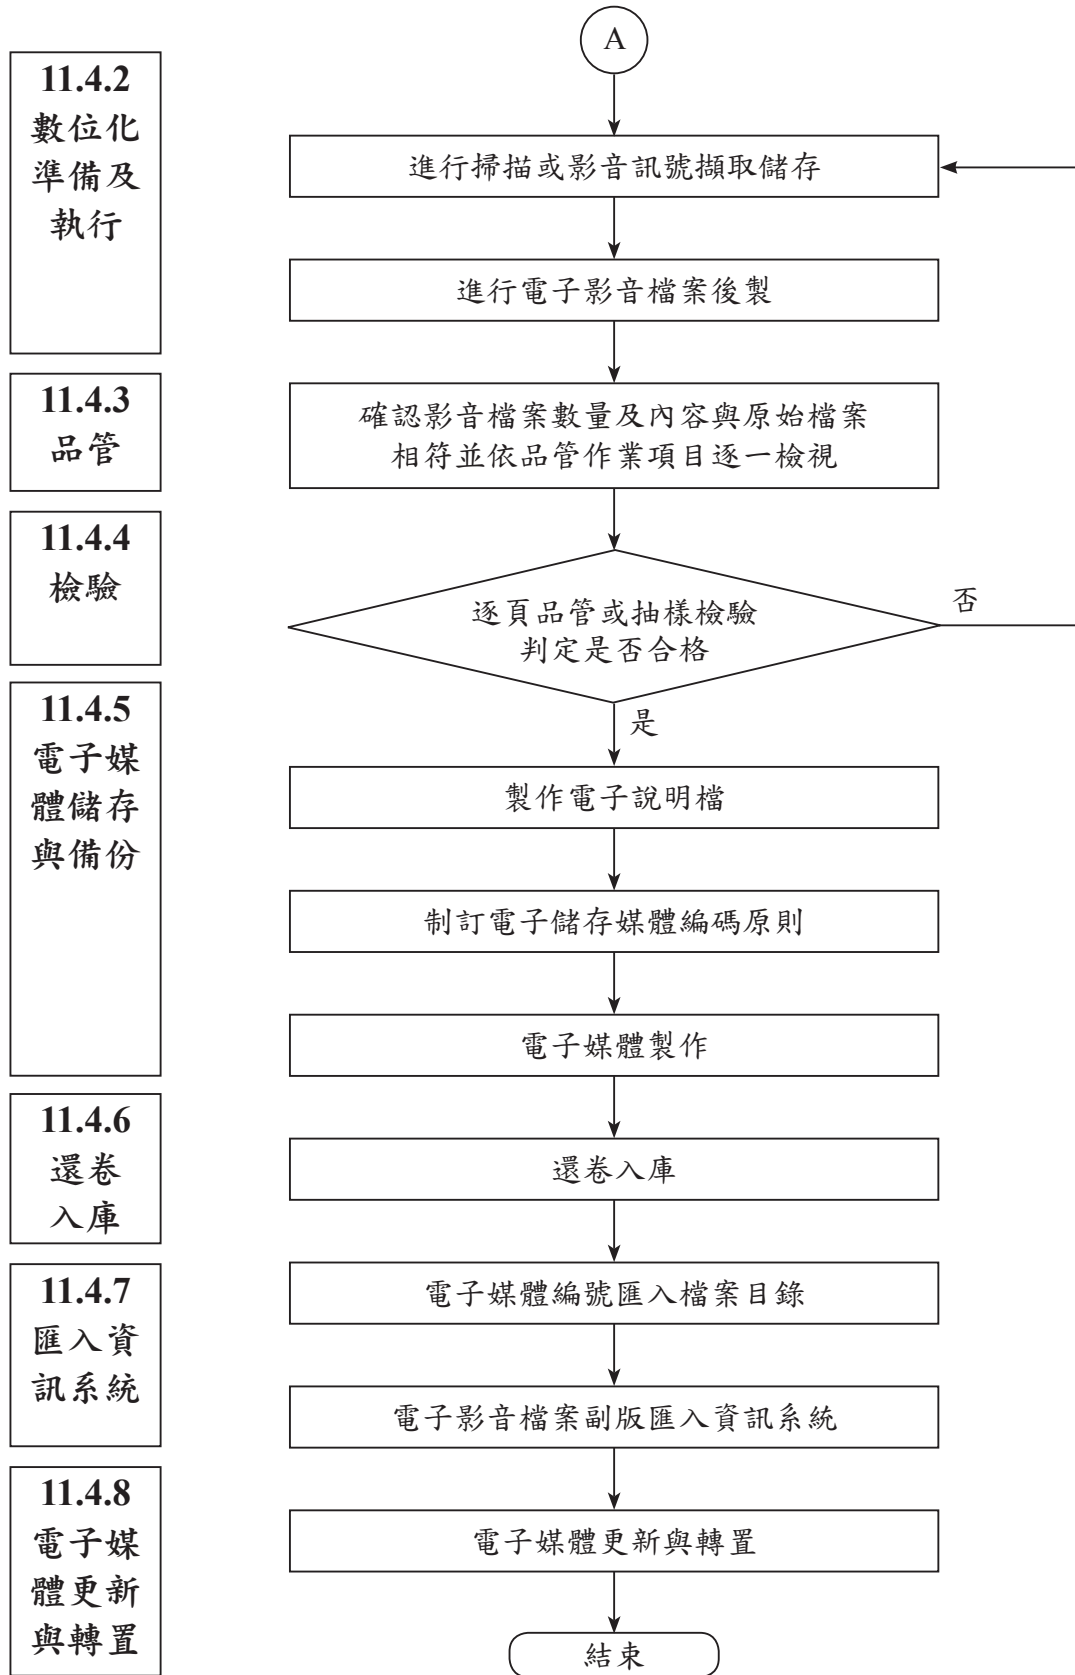 A
11.4.2
數位化
準備及
執行
進行掃描或影音訊號擷取儲存
進行電子影音檔案後製
11.4.3
品管
確認影音檔案數量及內容與原始檔案
相符並依品管作業項目逐一檢視
11.4.4
檢驗
逐頁品管或抽樣檢驗
判定是否合格
否
是
11.4.5
電子媒
體儲存
與備份
製作電子說明檔
制訂電子儲存媒體編碼原則
電子媒體製作
11.4.6
還卷
入庫
還卷入庫
11.4.7
匯入資
訊系統
電子媒體編號匯入檔案目錄
電子影音檔案副版匯入資訊系統
11.4.8
電子媒
體更新
與轉置
電子媒體更新與轉置
結束